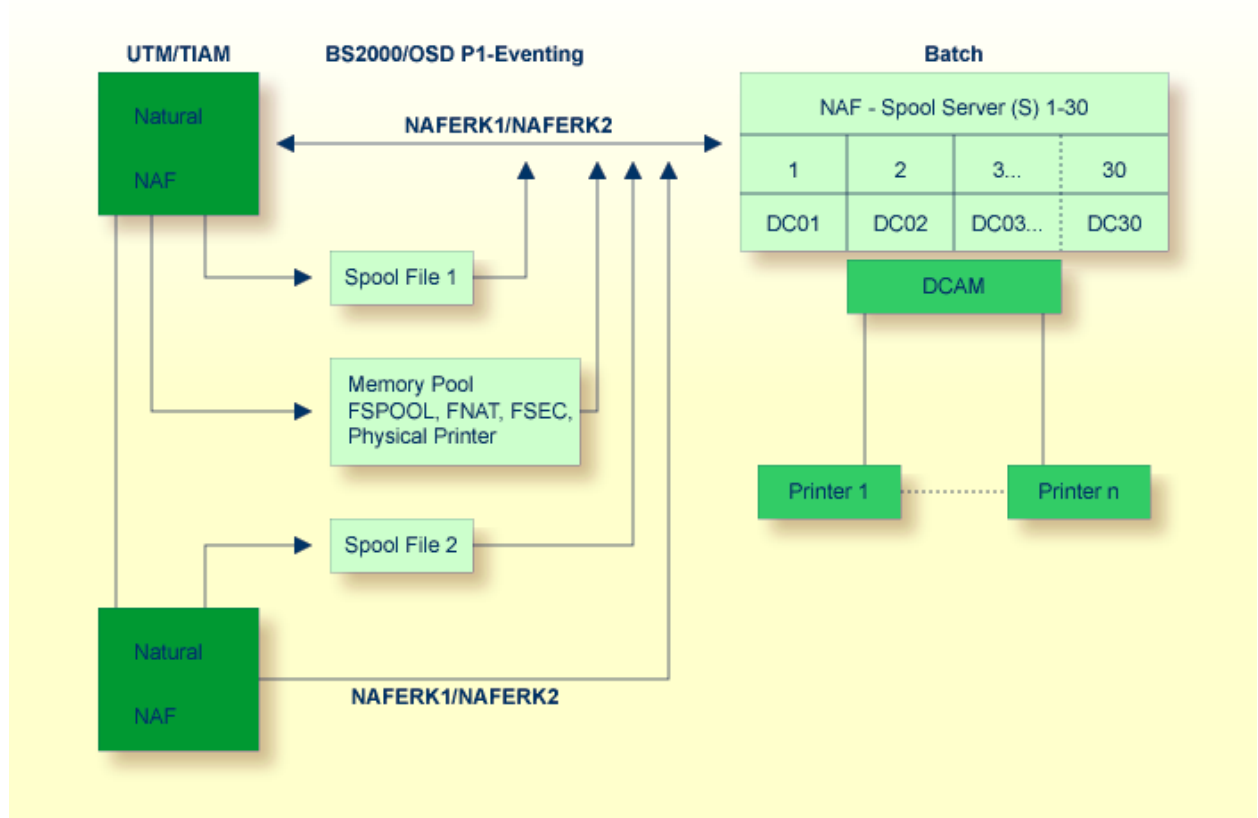 UTM/TIAM
BS2000/OSD P1-Eventing
Batch
Natural
NAF
NAFERK1/NAFERK2
NAF - Spool Server (S) 1-30
1
2
3...
30
DC01
DC02
DC03...
DC30
DCAM
Spool File 1
Memory Pool
FSPOOL, FNAT, FSEC,
Physical Printer
Printer 1
Printer n
Spool File 2
Natural
NAF
NAFERK1/NAFERK2